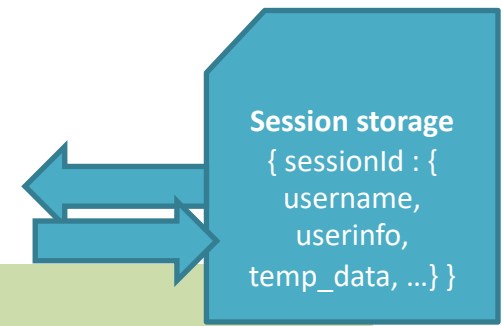 Session storage
{ sessionId : {
username,
userinfo,
temp_data, …} }